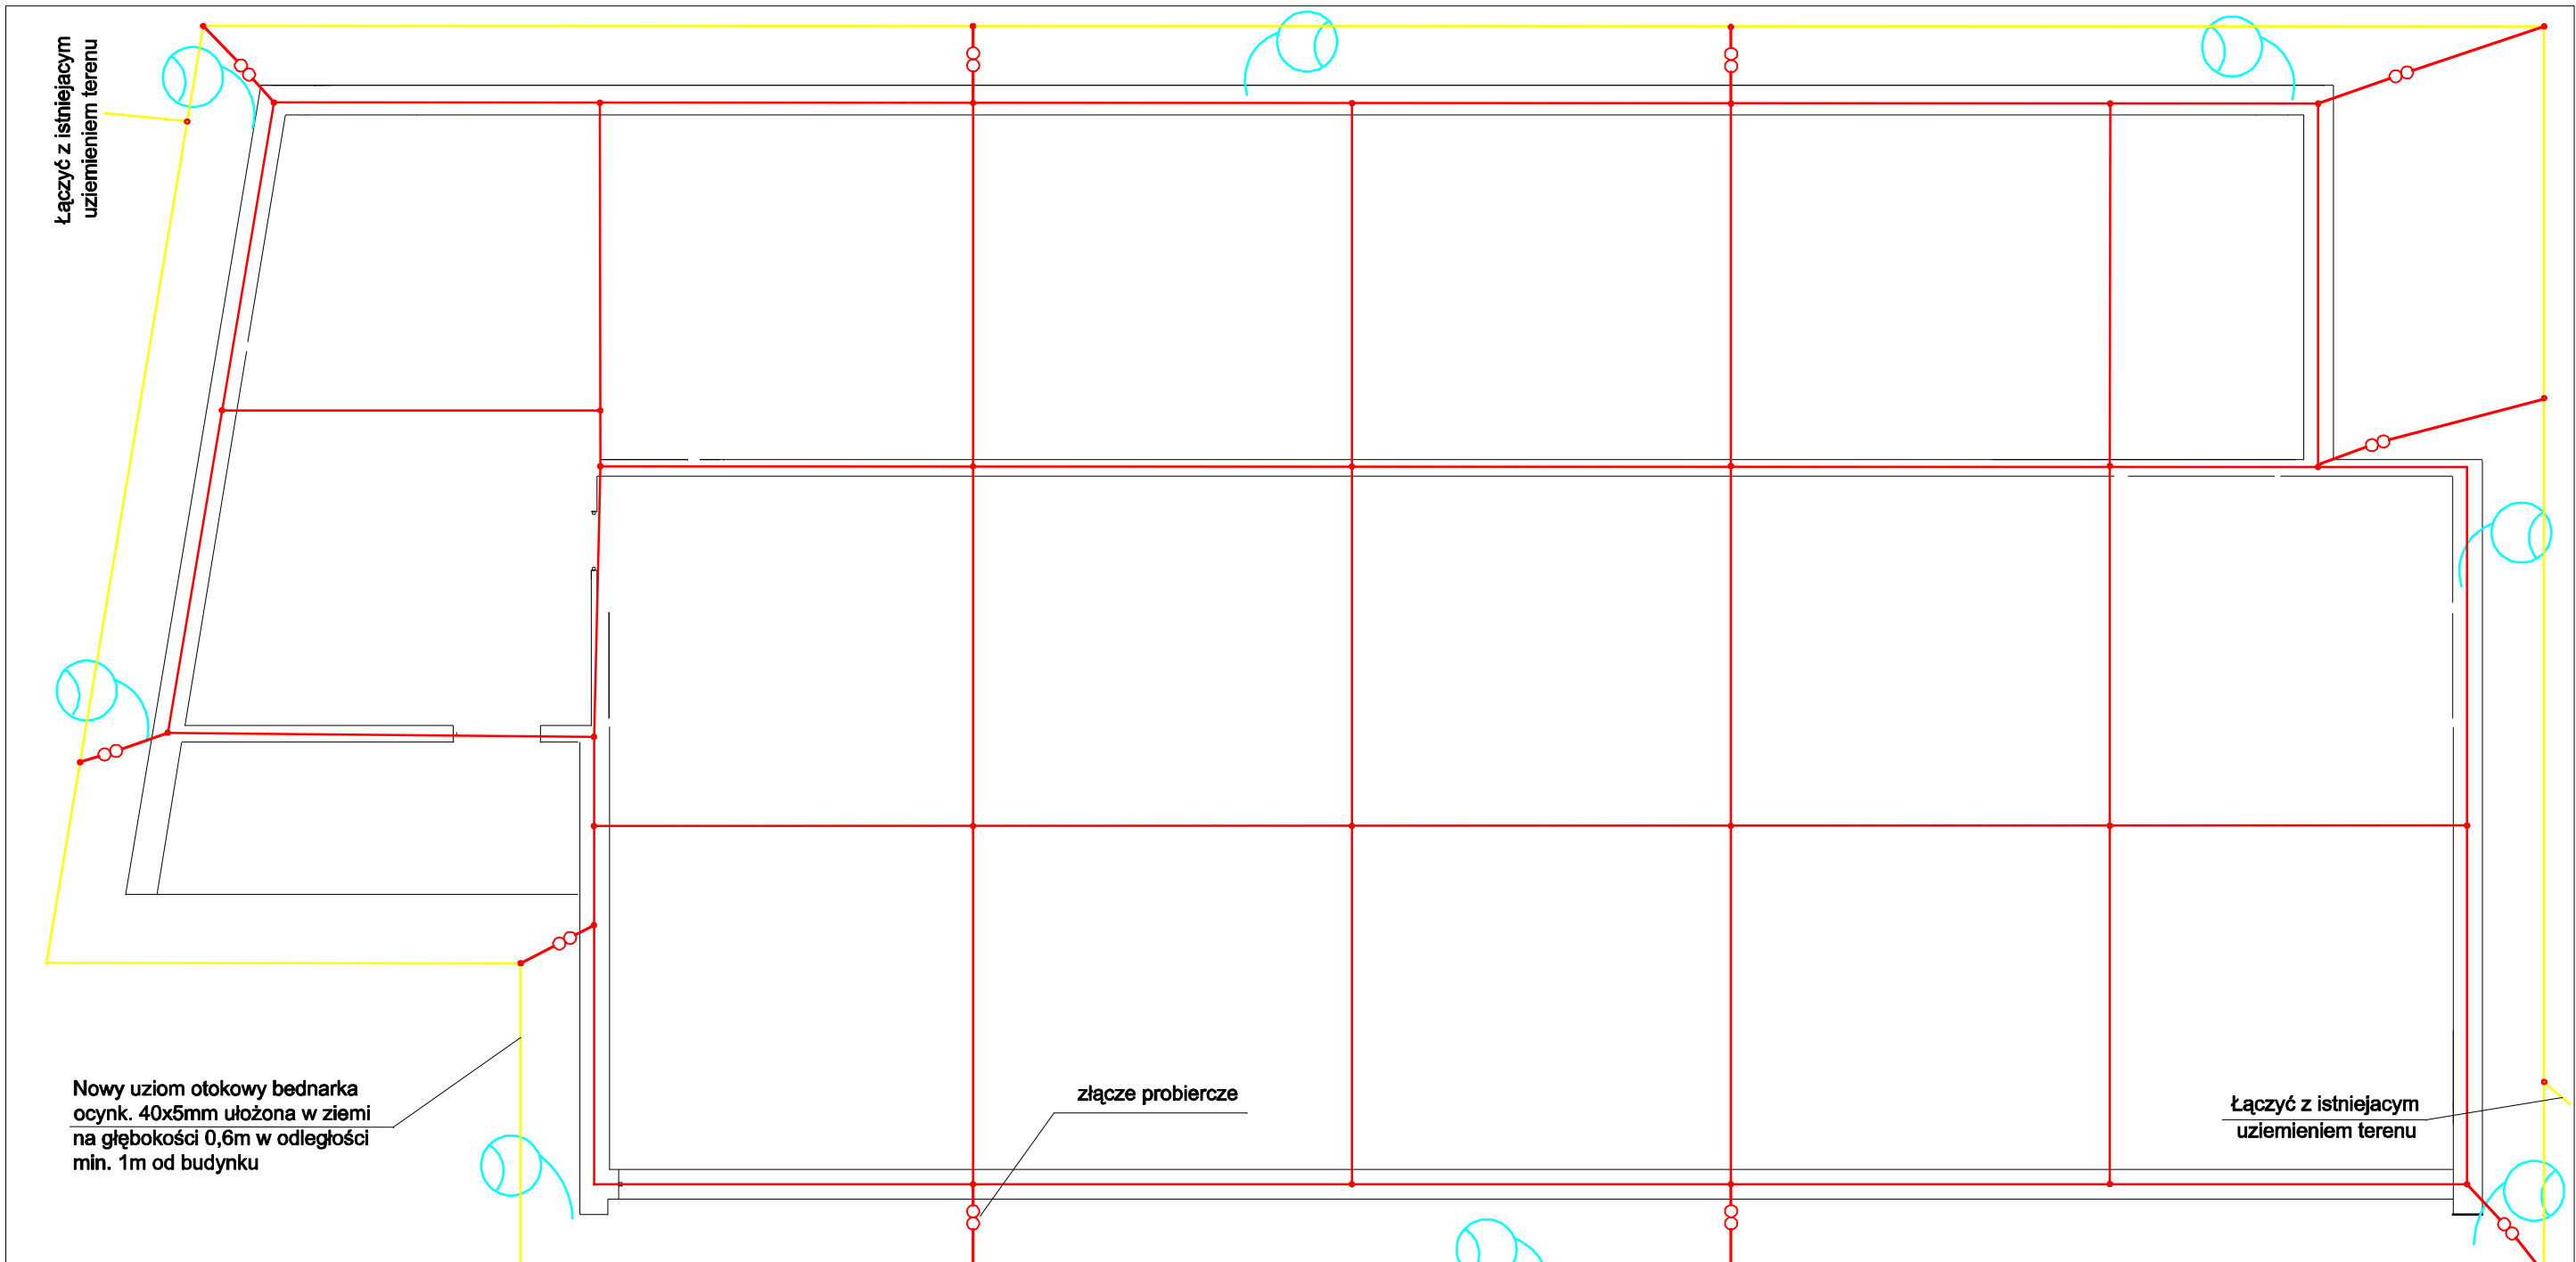 Łączyć z istniejacym
uziemieniem terenu
Nowy uziom otokowy bednarka
ocynk. 40x5mm ułożona w ziemi
na głębokości 0,6m w odległości
min. 1m od budynku
złącze probiercze
Łączyć z istniejacym
uziemieniem terenu